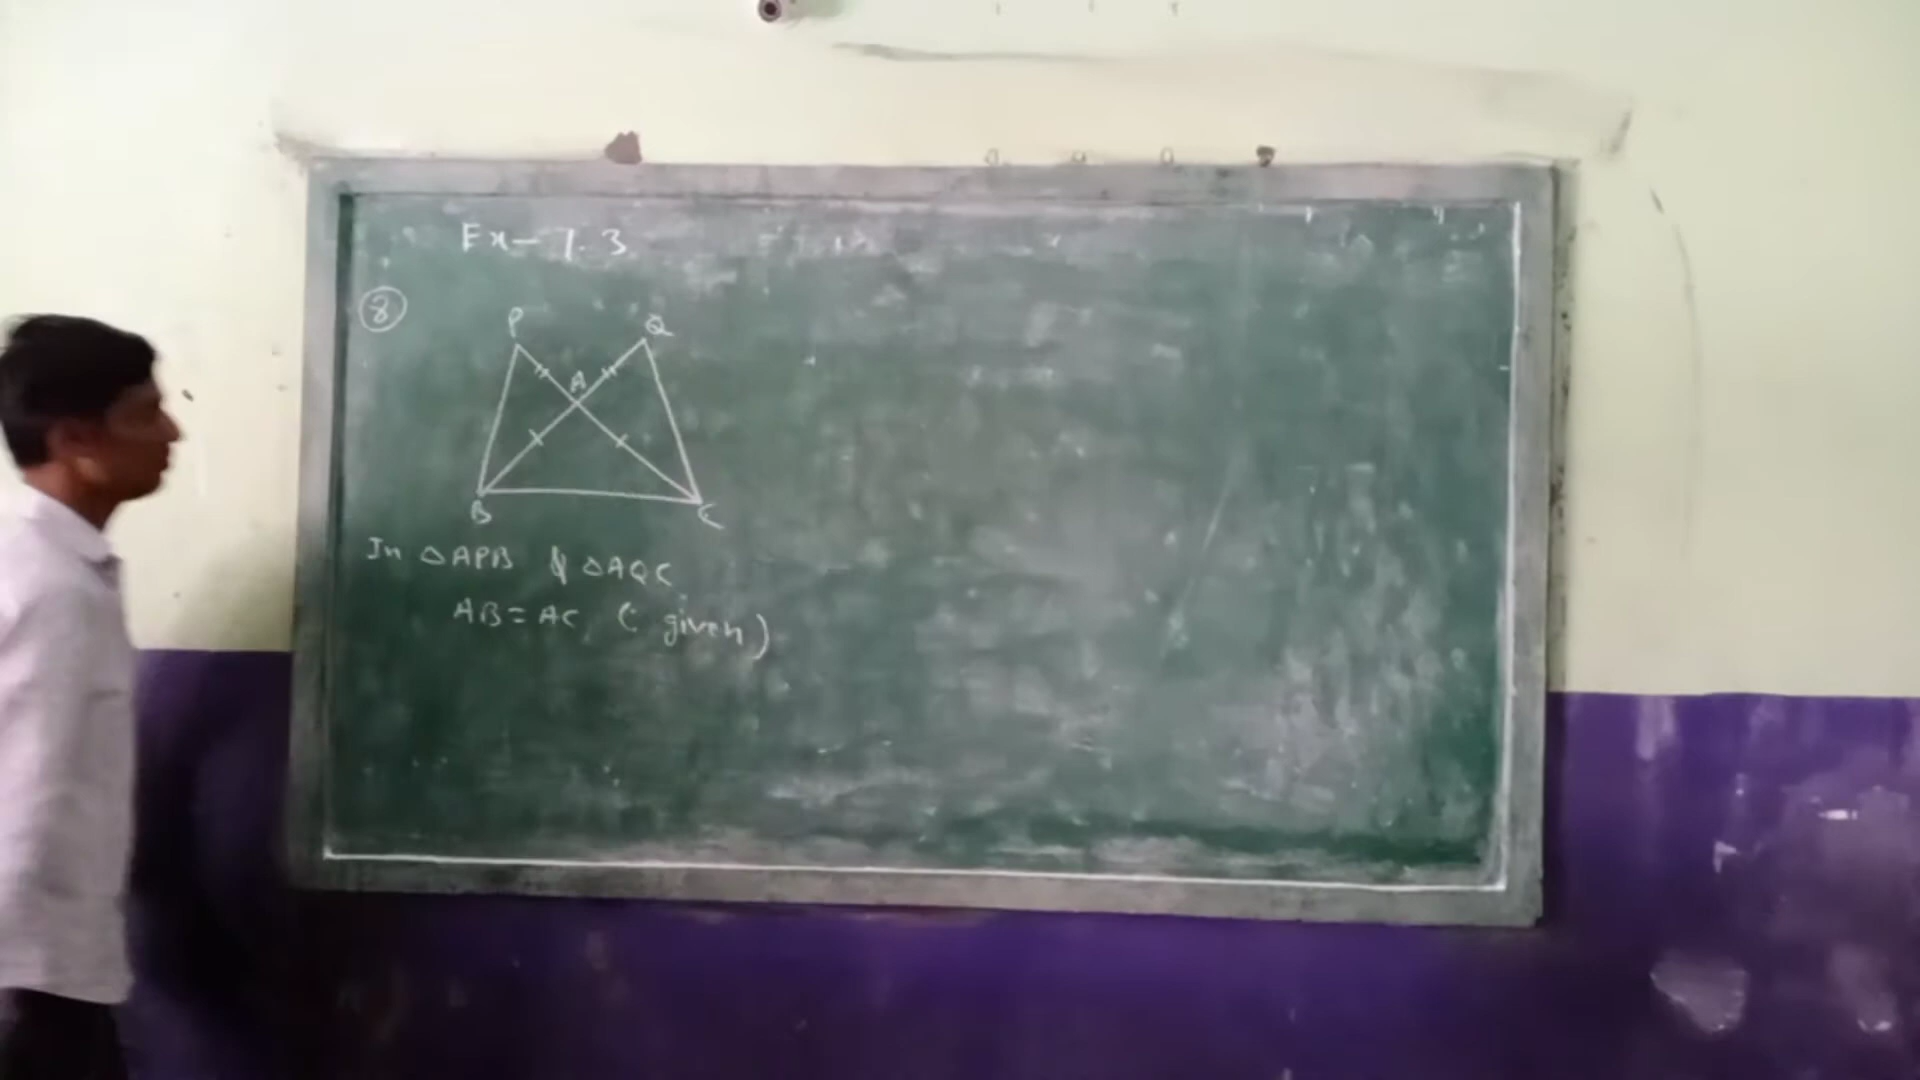 Ex- 7.3
8
P Q
A
B C
In △APB & △AQC
AB = AC (∵ given)